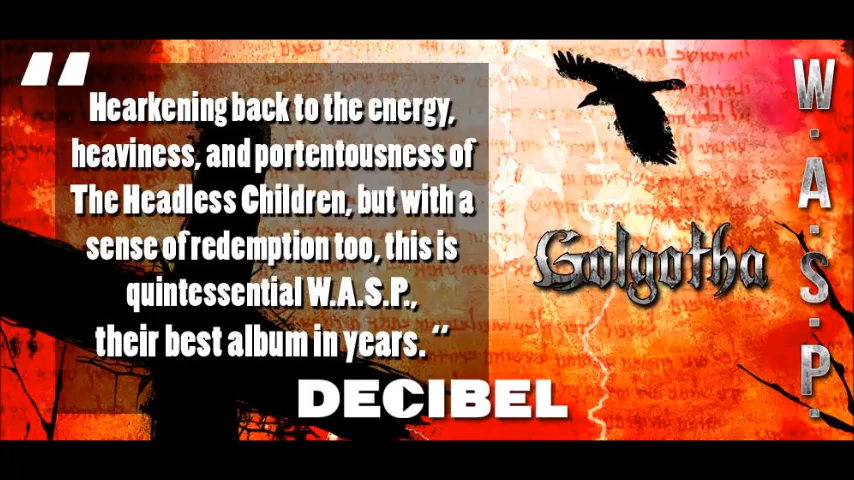 “
Hearkening back to the energy,
heaviness, and portentousness of
The Headless Children, but with a
sense of redemption too, this is
quintessential W.A.S.P.,
their best album in years. “
DECIBEL
Golgotha
W.A.S.P.